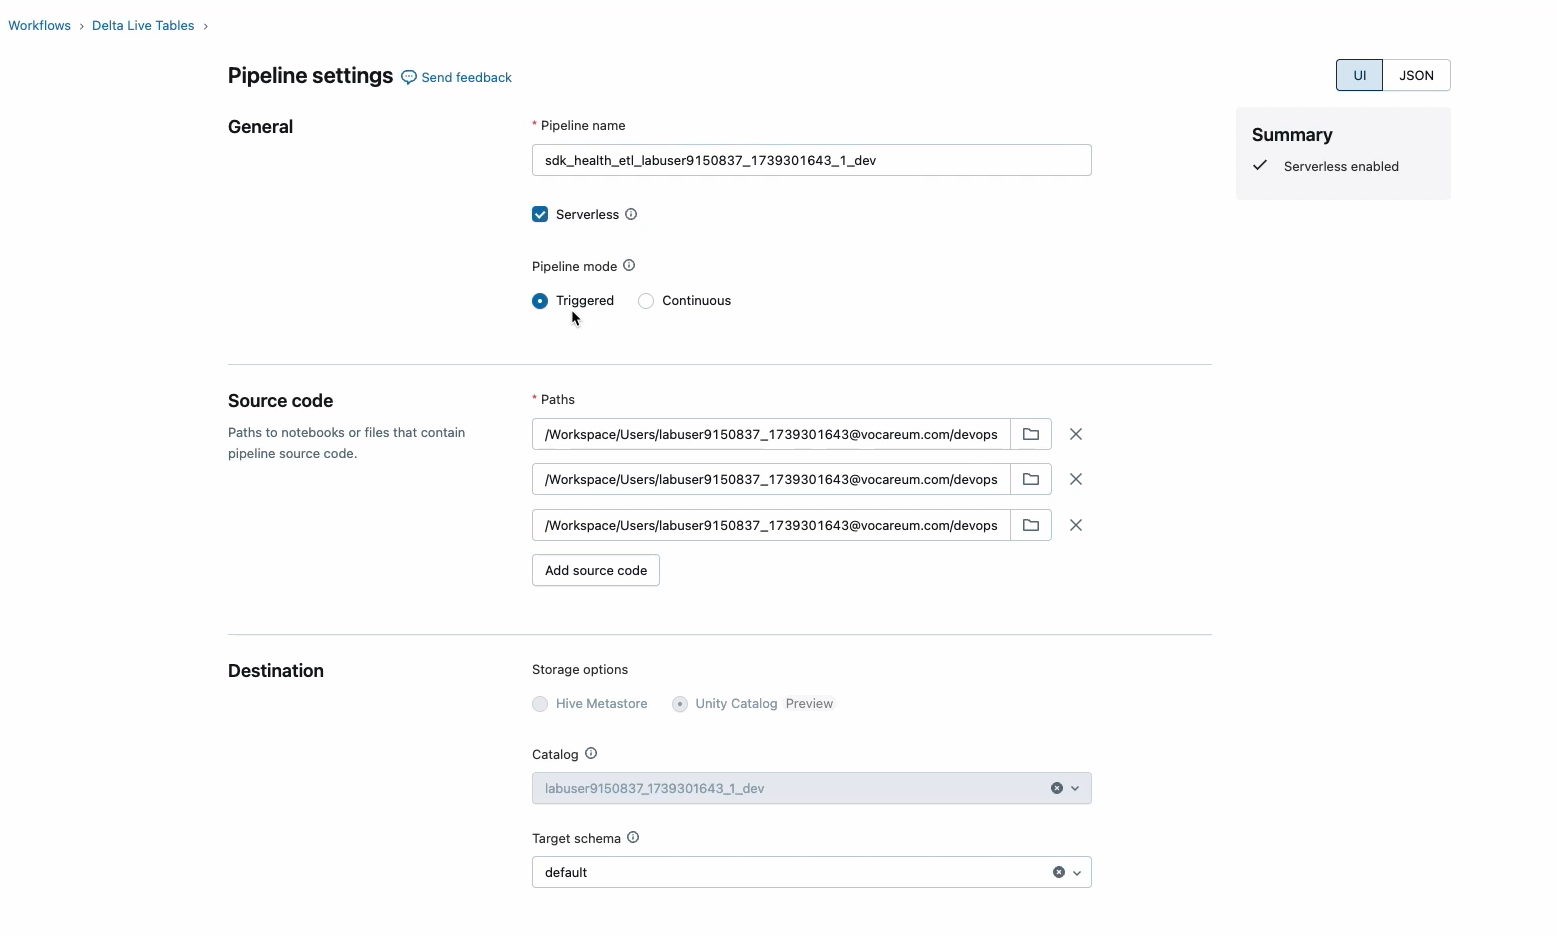 Workflows › Delta Live Tables ›
Pipeline settings Send feedback
UI JSON
General
* Pipeline name
sdk_health_etl_labuser9150837_1739301643_1_dev
Serverless
Pipeline mode
Triggered Continuous
Summary
Serverless enabled
Source code
Paths to notebooks or files that contain
pipeline source code.
* Paths
/Workspace/Users/labuser9150837_1739301643@vocareum.com/devops
/Workspace/Users/labuser9150837_1739301643@vocareum.com/devops
/Workspace/Users/labuser9150837_1739301643@vocareum.com/devops
Add source code
Destination
Storage options
Hive Metastore Unity Catalog Preview
Catalog
labuser9150837_1739301643_1_dev
Target schema
default